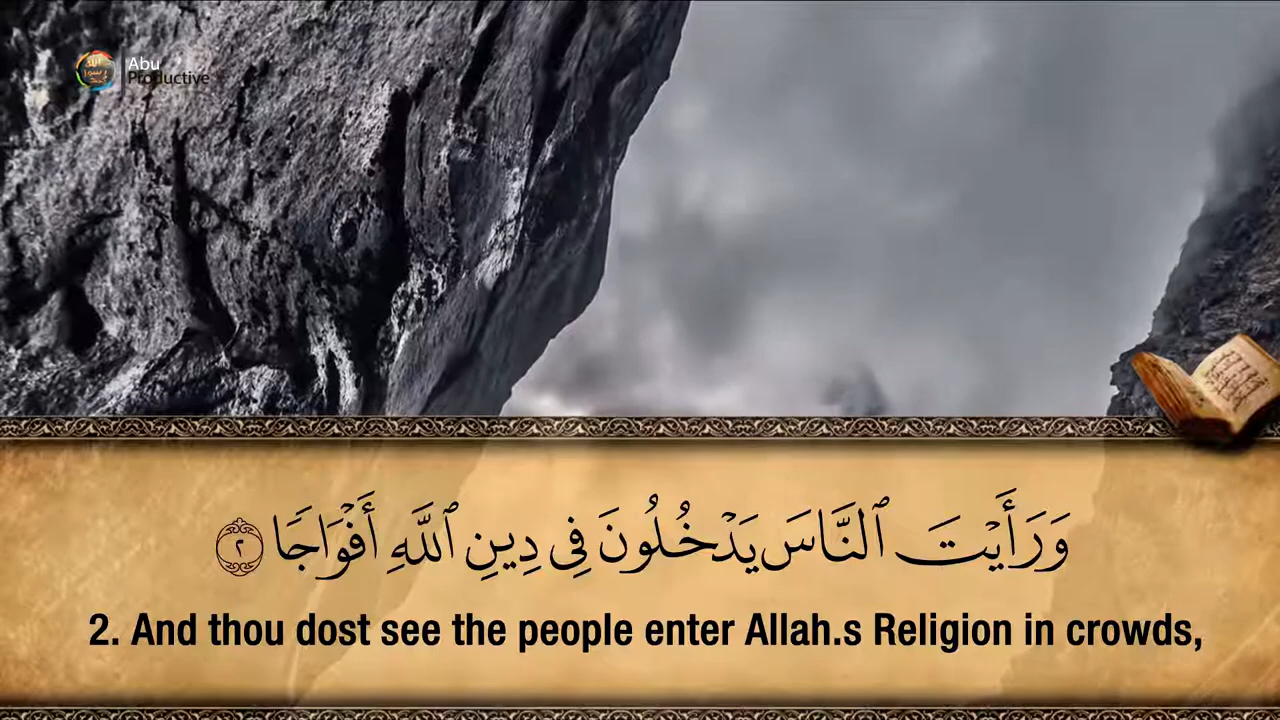 Abu
Productive
وَرَأَيْتَ ٱلنَّاسَ يَدْخُلُونَ فِى دِينِ ٱللَّهِ أَفْوَاجًا ٢
2. And thou dost see the people enter Allah.s Religion in crowds,